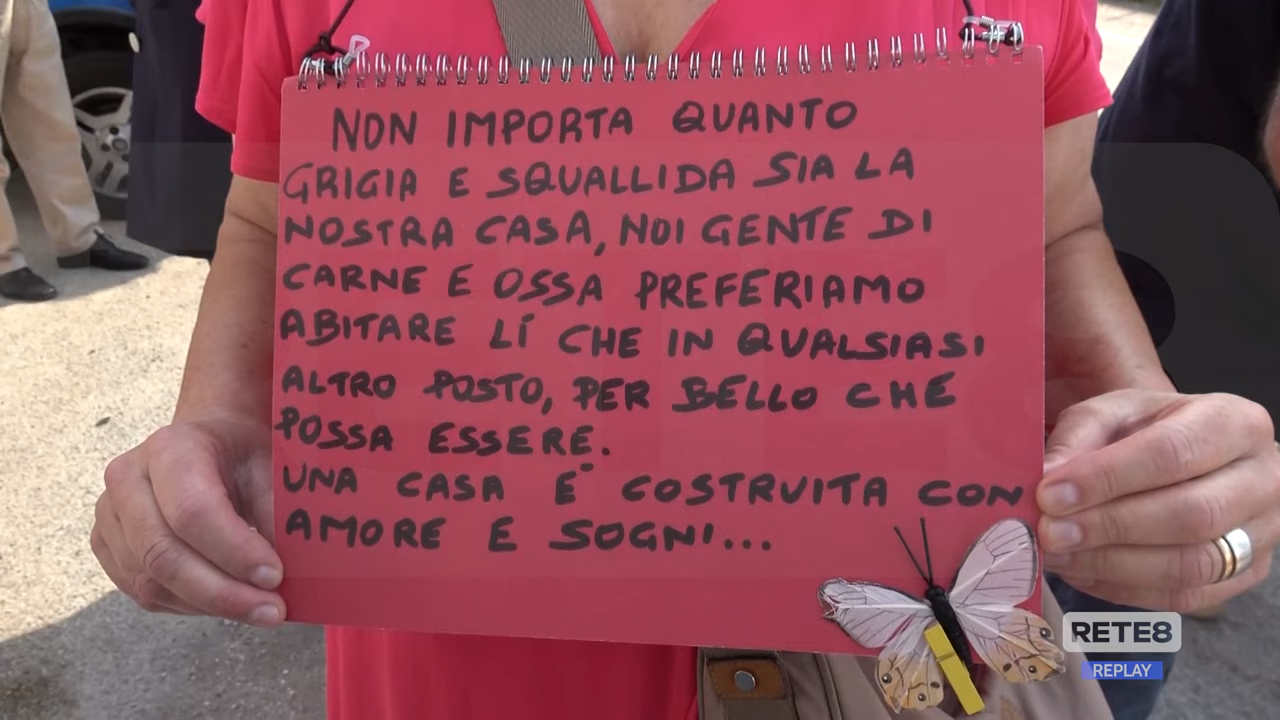 NON IMPORTA QUANTO
GRIGIA E SQUALLIDA SIA LA
NOSTRA CASA, NOI GENTE DI
CARNE E OSSA PREFERIAMO
ABITARE LÍ CHE IN QUALSIASI
ALTRO POSTO, PER BELLO CHE
POSSA ESSERE.
UNA CASA È COSTRUITA CON
AMORE E SOGNI...
RETE8
REPLAY